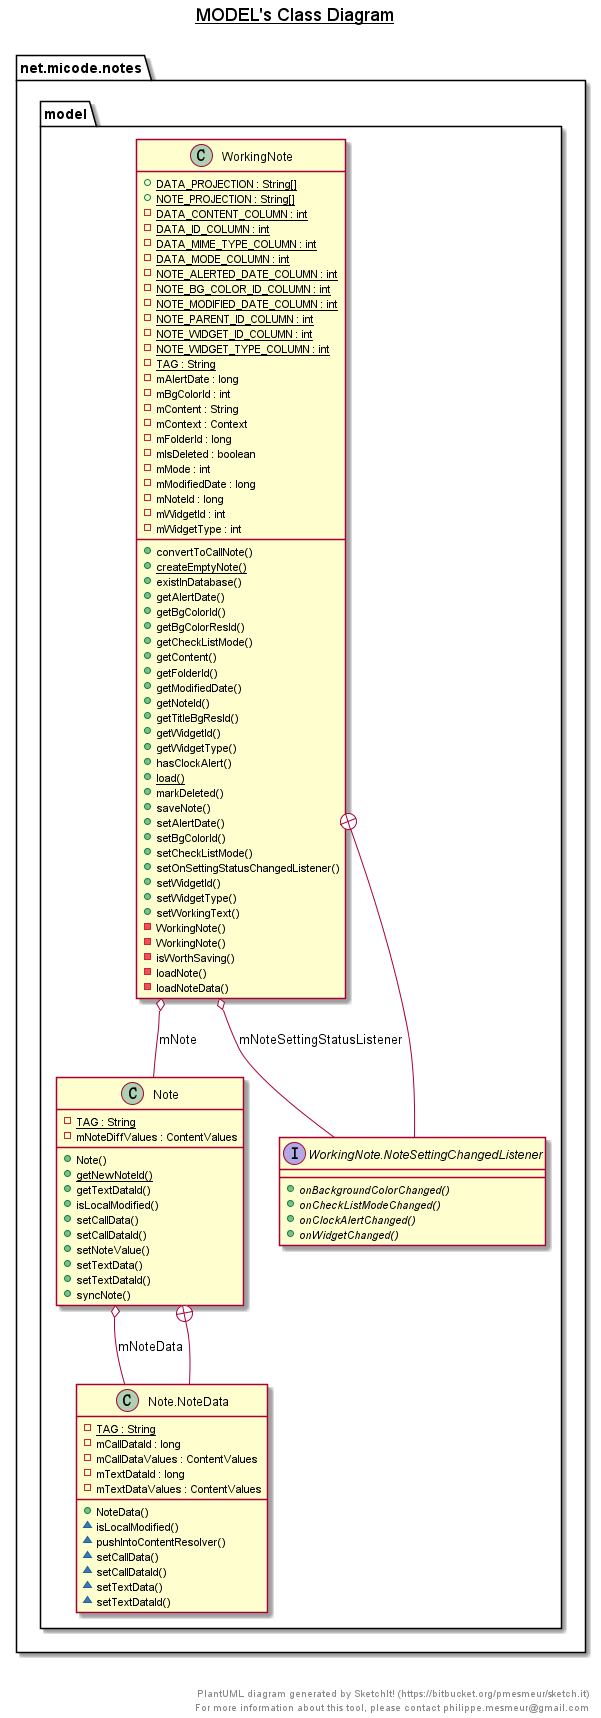 MODEL's Class Diagram
net.micode.notes
model
C WorkingNote
DATA_PROJECTION : String[]
NOTE_PROJECTION : String[]
DATA_CONTENT_COLUMN : int
DATA_ID_COLUMN : int
DATA_MIME_TYPE_COLUMN : int
DATA_MODE_COLUMN : int
NOTE_ALERTED_DATE_COLUMN : int
NOTE_BG_COLOR_ID_COLUMN : int
NOTE_MODIFIED_DATE_COLUMN : int
NOTE_PARENT_ID_COLUMN : int
NOTE_WIDGET_ID_COLUMN : int
NOTE_WIDGET_TYPE_COLUMN : int
TAG : String
mAlertDate : long
mBgColorId : int
mContent : String
mContext : Context
mFolderId : long
mIsDeleted : boolean
mMode : int
mModifiedDate : long
mNoteId : long
mWidgetId : int
mWidgetType : int
convertToCallNote()
createEmptyNote()
existInDatabase()
getAlertDate()
getBgColorId()
getBgColorResId()
getCheckListMode()
getContent()
getFolderId()
getModifiedDate()
getNoteId()
getTitleBgResId()
getWidgetId()
getWidgetType()
hasClockAlert()
load()
markDeleted()
saveNote()
setAlertDate()
setBgColorId()
setCheckListMode()
setOnSettingStatusChangedListener()
setWidgetId()
setWidgetType()
setWorkingText()
WorkingNote()
WorkingNote()
isWorthSaving()
loadNote()
loadNoteData()
mNote
mNoteSettingStatusListener
C Note
TAG : String
mNoteDiffValues : ContentValues
Note()
getNewNoteId()
getTextDataId()
isLocalModified()
setCallData()
setCallDataId()
setNoteValue()
setTextData()
setTextDataId()
syncNote()
I WorkingNote.NoteSettingChangedListener
onBackgroundColorChanged()
onCheckListModeChanged()
onClockAlertChanged()
onWidgetChanged()
mNoteData
C Note.NoteData
TAG : String
mCallDataId : long
mCallDataValues : ContentValues
mTextDataId : long
mTextDataValues : ContentValues
NoteData()
isLocalModified()
pushIntoContentResolver()
setCallData()
setCallDataId()
setTextData()
setTextDataId()
PlantUML diagram generated by SketchIt! (https://bitbucket.org/pmesmeur/sketch.it)
For more information about this tool, please contact philippe.mesmeur@gmail.com